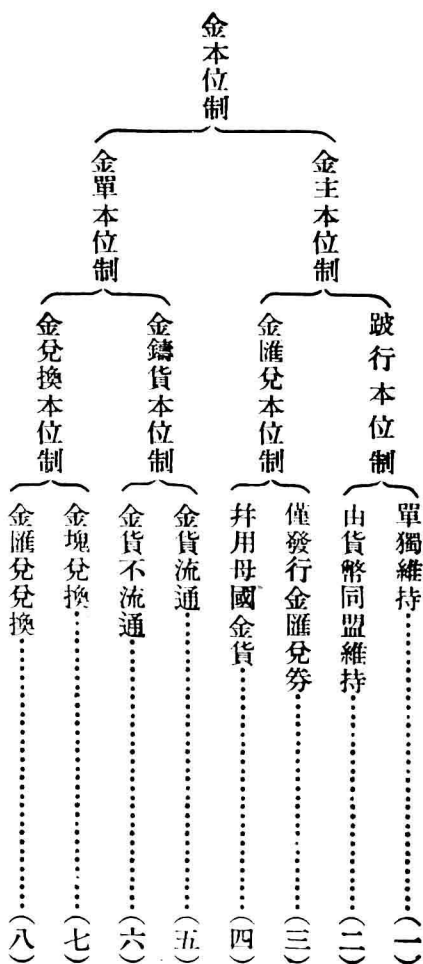 金本位制
金主本位制
金單本位制
跛行本位制
金匯兌本位制
金鑄貨本位制
金兌換本位制
單獨維持……(一)
由貨幣同盟維持……(二)
僅發行金匯兌券……(三)
幷用母國金貨……(四)
金貨流通……(五)
金貨不流通……(六)
金塊兌換……(七)
金匯兌兌換……(八)